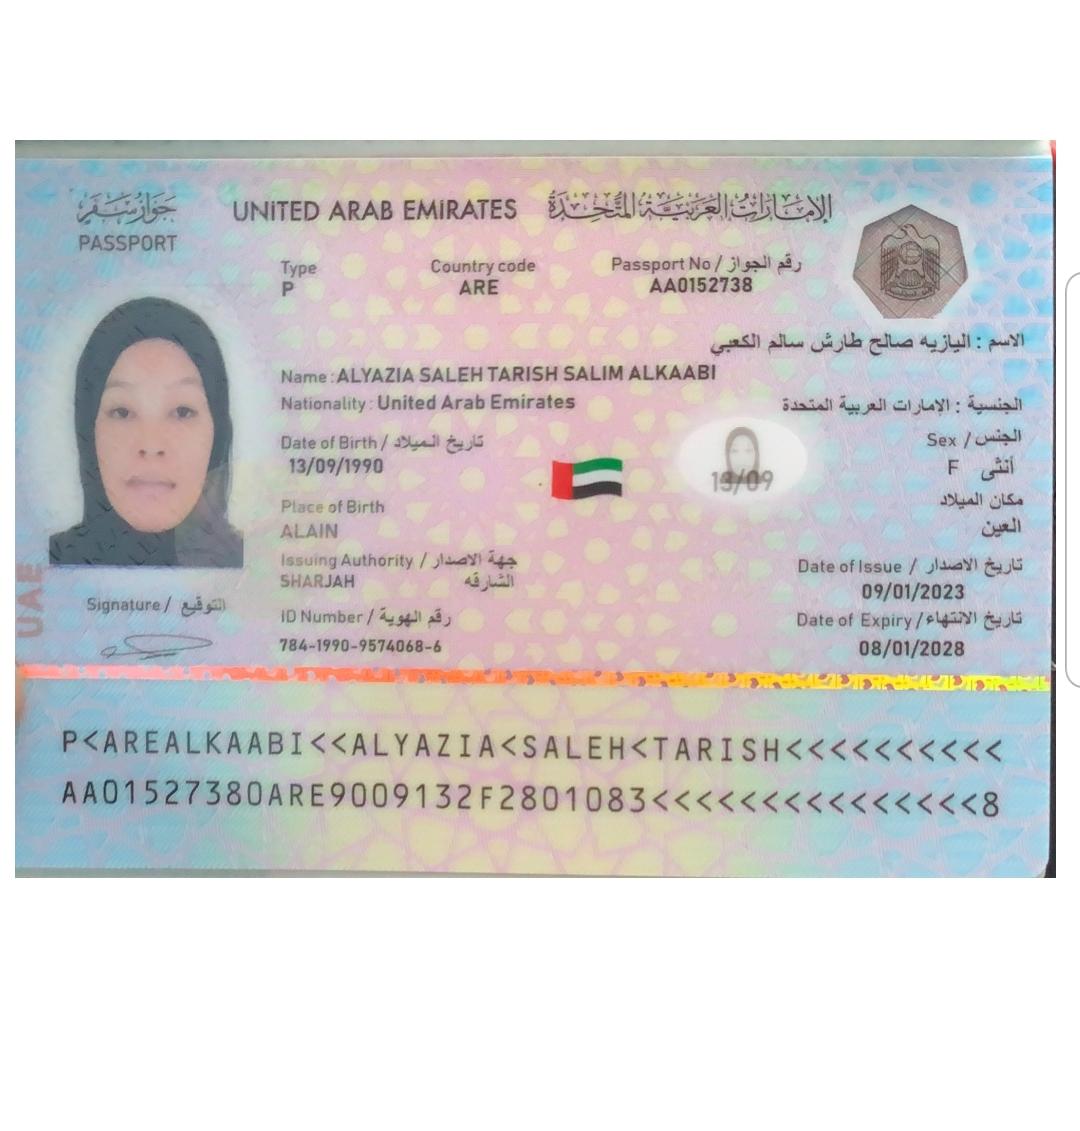 جواز سفر
PASSPORT
UNITED ARAB EMIRATES
الإمارات العربية المتحدة
Type
P
Country code
ARE
Passport No / رقم الجواز
AA0152738
الاسم : اليازيه صالح طارش سالم الكعبي
Name : ALYAZIA SALEH TARISH SALIM ALKAABI
Nationality : United Arab Emirates
الجنسية : الامارات العربية المتحدة
Date of Birth / تاريخ الميلاد
13/09/1990
Sex / الجنس
F أنثى
13/09
Place of Birth
مكان الميلاد
ALAIN
العين
Issuing Authority / جهة الاصدار
SHARJAH الشارقه
Date of Issue / تاريخ الاصدار
09/01/2023
ID Number / رقم الهوية
784-1990-9574068-6
Date of Expiry / تاريخ الانتهاء
08/01/2028
Signature / التوقيع
UAE
P<AREALKAABI<<ALYAZIA<SALEH<TARISH<<<<<<<<<<
AA01527380ARE9009132F2801083<<<<<<<<<<<<<<<8